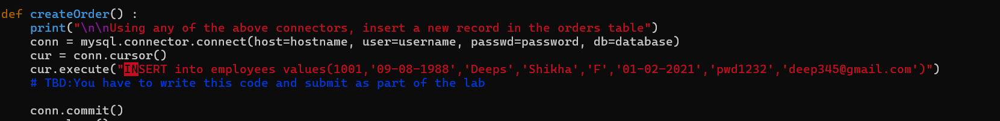 def createOrder() :
    print("\n\nUsing any of the above connectors, insert a new record in the orders table")
    conn = mysql.connector.connect(host=hostname, user=username, passwd=password, db=database)
    cur = conn.cursor()
    cur.execute("INSERT into employees values(1001,'09-08-1988','Deeps','Shikha','F','01-02-2021','pwd1232','deep345@gmail.com')")
    # TBD:You have to write this code and submit as part of the lab
    conn.commit()